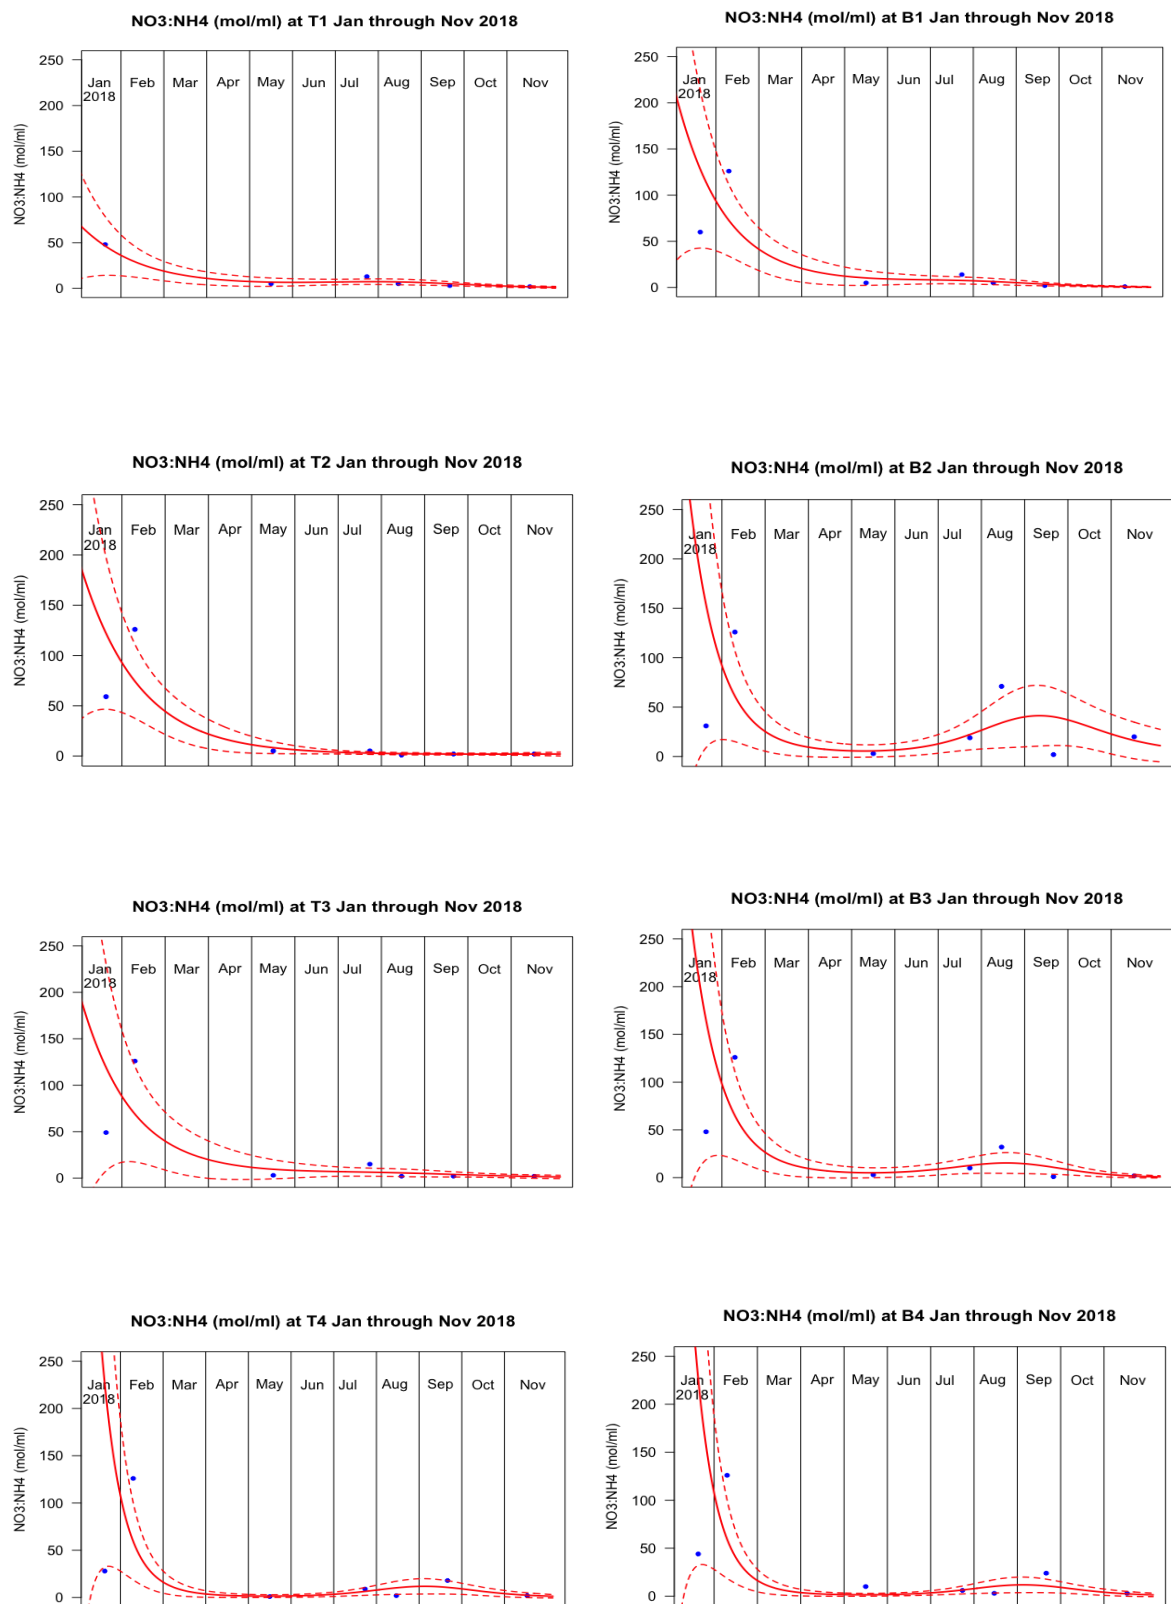 NO3:NH4 (mol/ml) at T1 Jan through Nov 2018
NO3:NH4 (mol/ml)
250
200
150
100
50
0
Jan 2018 Feb Mar Apr May Jun Jul Aug Sep Oct Nov
NO3:NH4 (mol/ml) at B1 Jan through Nov 2018
NO3:NH4 (mol/ml)
250
200
150
100
50
0
Jan 2018 Feb Mar Apr May Jun Jul Aug Sep Oct Nov
NO3:NH4 (mol/ml) at T2 Jan through Nov 2018
NO3:NH4 (mol/ml)
250
200
150
100
50
0
Jan 2018 Feb Mar Apr May Jun Jul Aug Sep Oct Nov
NO3:NH4 (mol/ml) at B2 Jan through Nov 2018
NO3:NH4 (mol/ml)
250
200
150
100
50
0
Jan 2018 Feb Mar Apr May Jun Jul Aug Sep Oct Nov
NO3:NH4 (mol/ml) at T3 Jan through Nov 2018
NO3:NH4 (mol/ml)
250
200
150
100
50
0
Jan 2018 Feb Mar Apr May Jun Jul Aug Sep Oct Nov
NO3:NH4 (mol/ml) at B3 Jan through Nov 2018
NO3:NH4 (mol/ml)
250
200
150
100
50
0
Jan 2018 Feb Mar Apr May Jun Jul Aug Sep Oct Nov
NO3:NH4 (mol/ml) at T4 Jan through Nov 2018
NO3:NH4 (mol/ml)
250
200
150
100
50
0
Jan 2018 Feb Mar Apr May Jun Jul Aug Sep Oct Nov
NO3:NH4 (mol/ml) at B4 Jan through Nov 2018
NO3:NH4 (mol/ml)
250
200
150
100
50
0
Jan 2018 Feb Mar Apr May Jun Jul Aug Sep Oct Nov